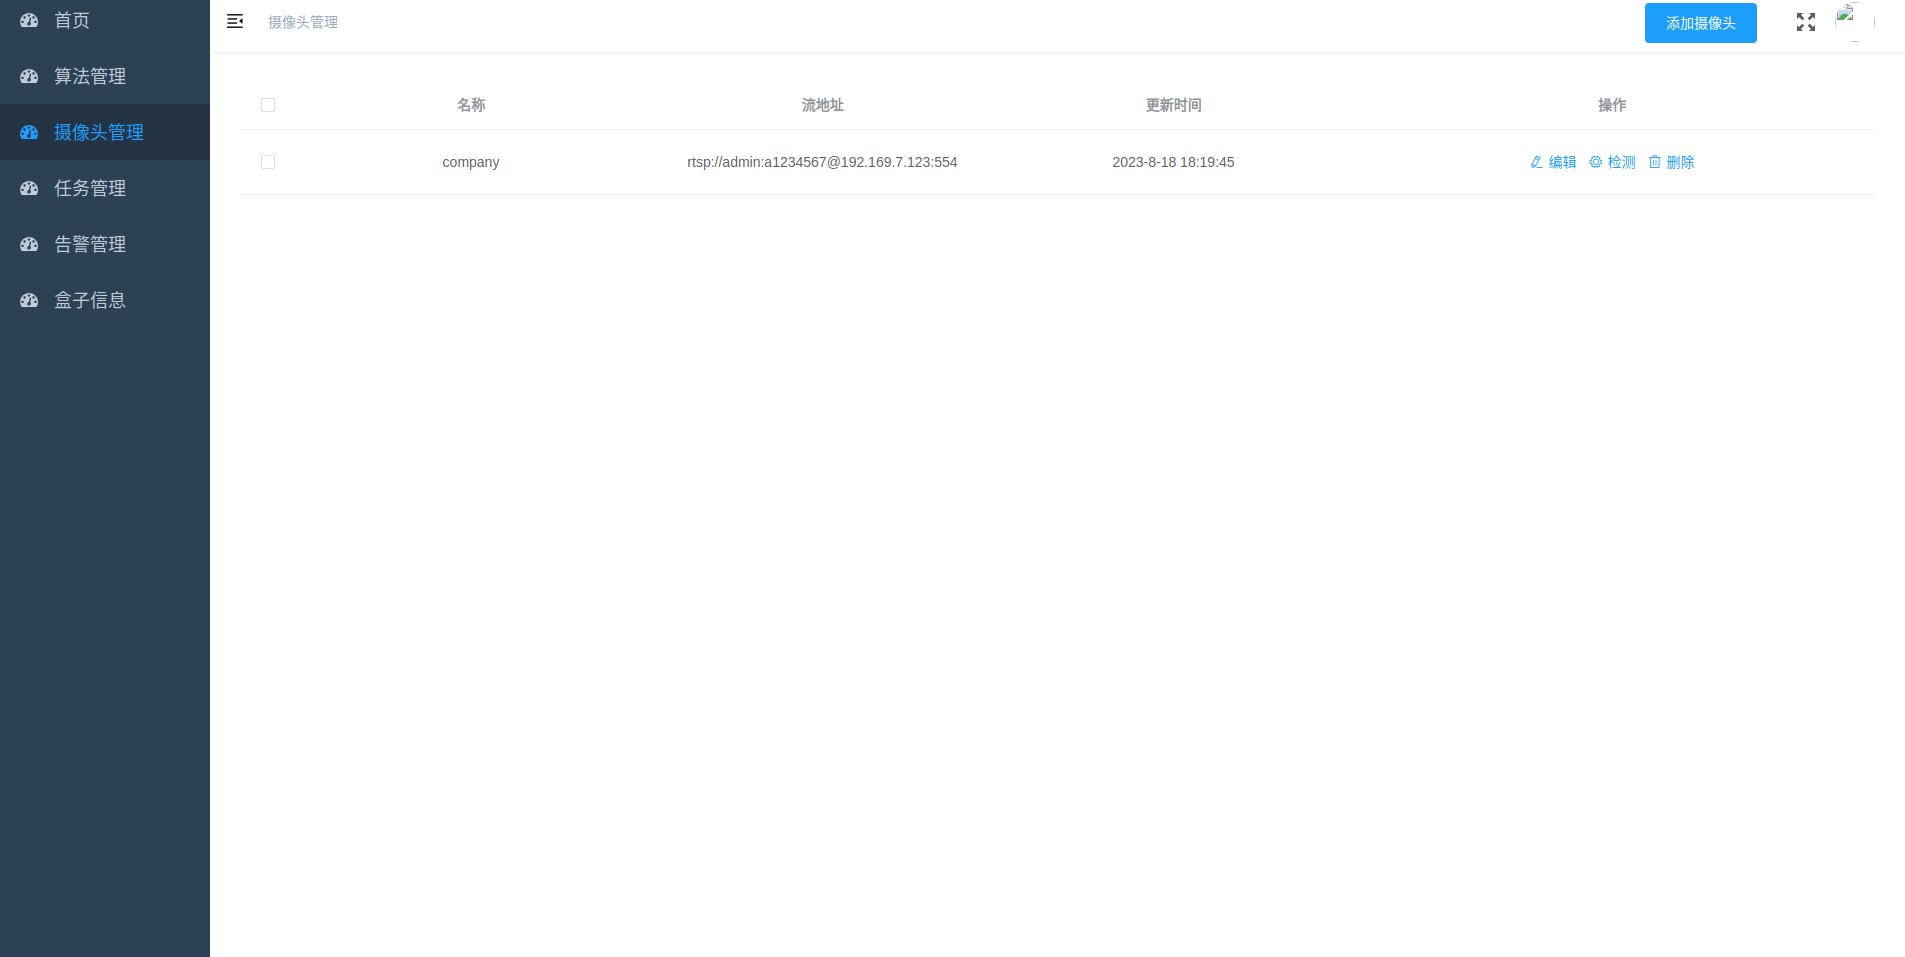 首页
算法管理
摄像头管理
任务管理
告警管理
盒子信息
摄像头管理
添加摄像头
名称 流地址 更新时间 操作
company rtsp://admin:a1234567@192.169.7.123:554 2023-8-18 18:19:45 编辑 检测 删除